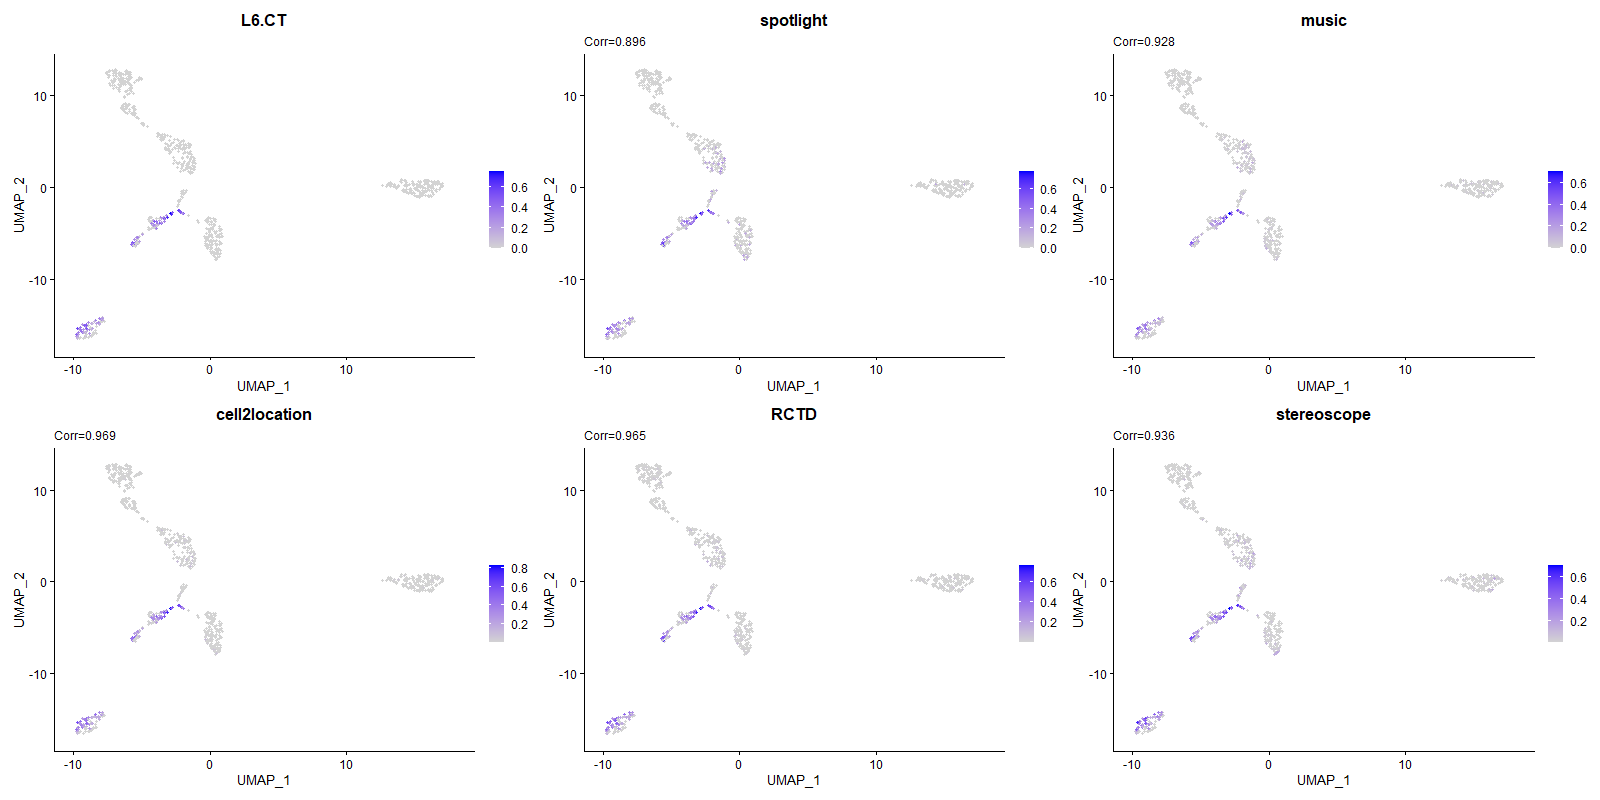 L6.CT
10
0
-10
UMAP_2
-10
0
10
UMAP_1
0.6
0.4
0.2
0.0
spotlight
Corr=0.896
10
0
-10
UMAP_2
-10
0
10
UMAP_1
0.6
0.4
0.2
0.0
music
Corr=0.928
10
0
-10
UMAP_2
-10
0
10
UMAP_1
0.6
0.4
0.2
0.0
cell2location
Corr=0.969
10
0
-10
UMAP_2
-10
0
10
UMAP_1
0.8
0.6
0.4
0.2
RCTD
Corr=0.965
10
0
-10
UMAP_2
-10
0
10
UMAP_1
0.6
0.4
0.2
stereoscope
Corr=0.936
10
0
-10
UMAP_2
-10
0
10
UMAP_1
0.6
0.4
0.2